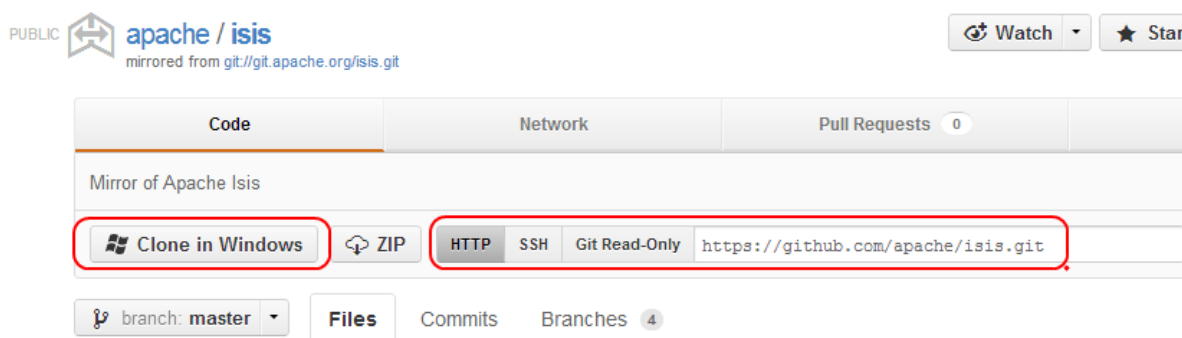 PUBLIC apache / isis Watch
mirrored from git://git.apache.org/isis.git
Code Network Pull Requests 0
Mirror of Apache Isis
Clone in Windows ZIP HTTP SSH Git Read-Only https://github.com/apache/isis.git
branch: master Files Commits Branches 4